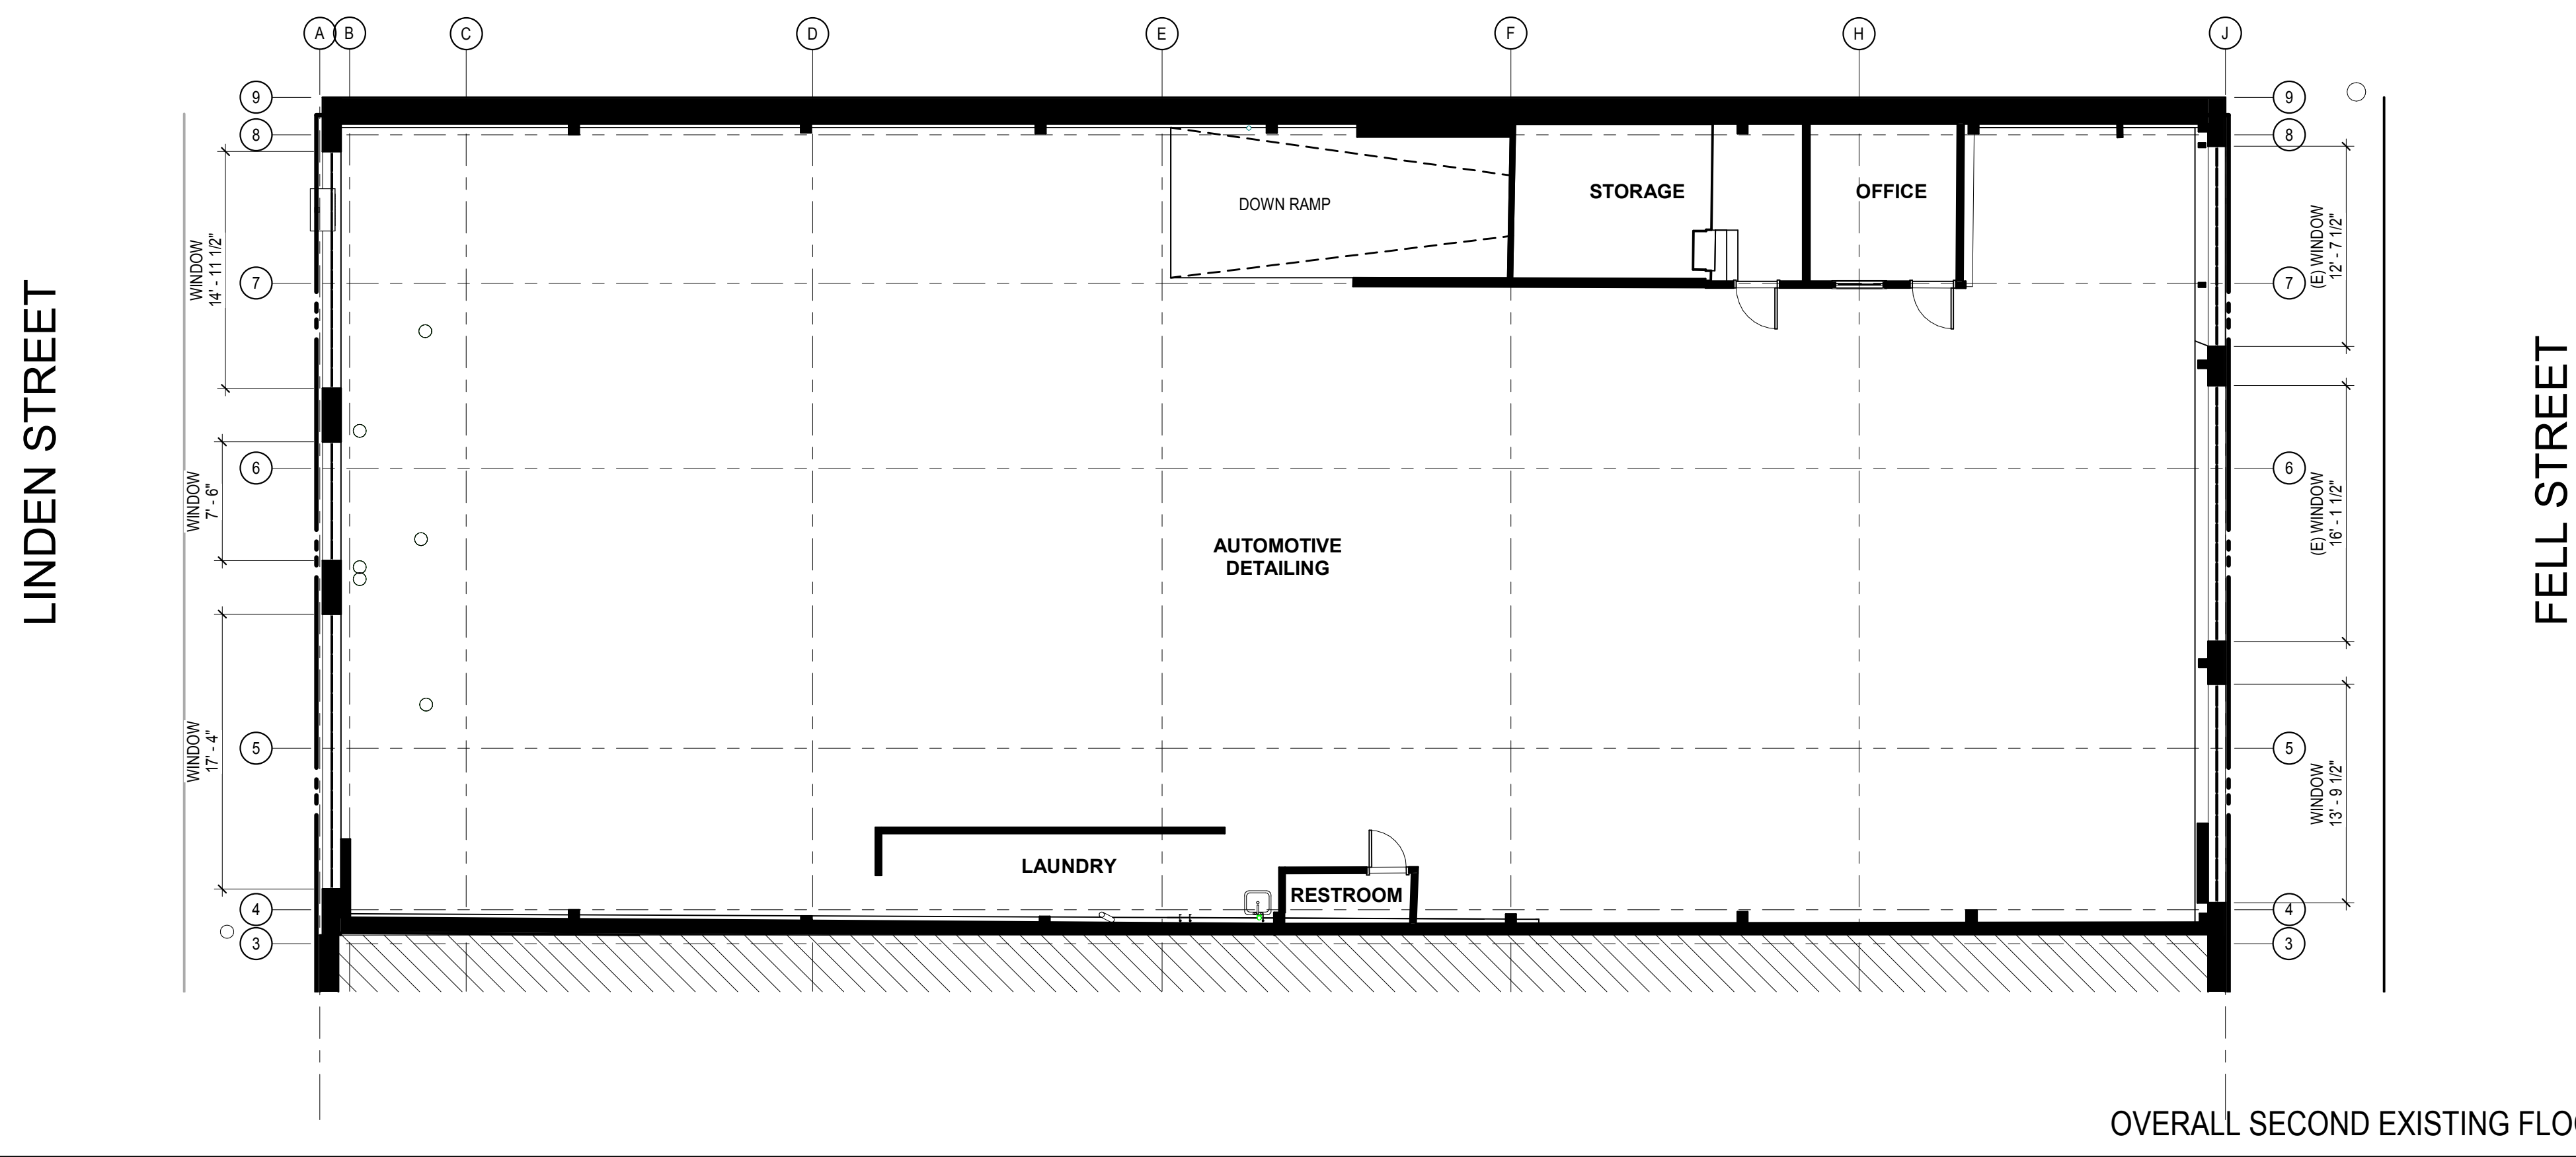 A
B
C
D
E
F
H
J
9
9
8
8
STORAGE
OFFICE
DOWN RAMP
WINDOW
14' - 11 1/2"
(E) WINDOW
12' - 7 1/2"
7
7
LINDEN STREET
FELL STREET
6
6
WINDOW
7' - 6"
(E) WINDOW
16' - 1 1/2"
AUTOMOTIVE
DETAILING
5
5
WINDOW
17' - 4"
WINDOW
13' - 9 1/2"
LAUNDRY
RESTROOM
4
4
3
3
OVERALL SECOND EXISTING FLO